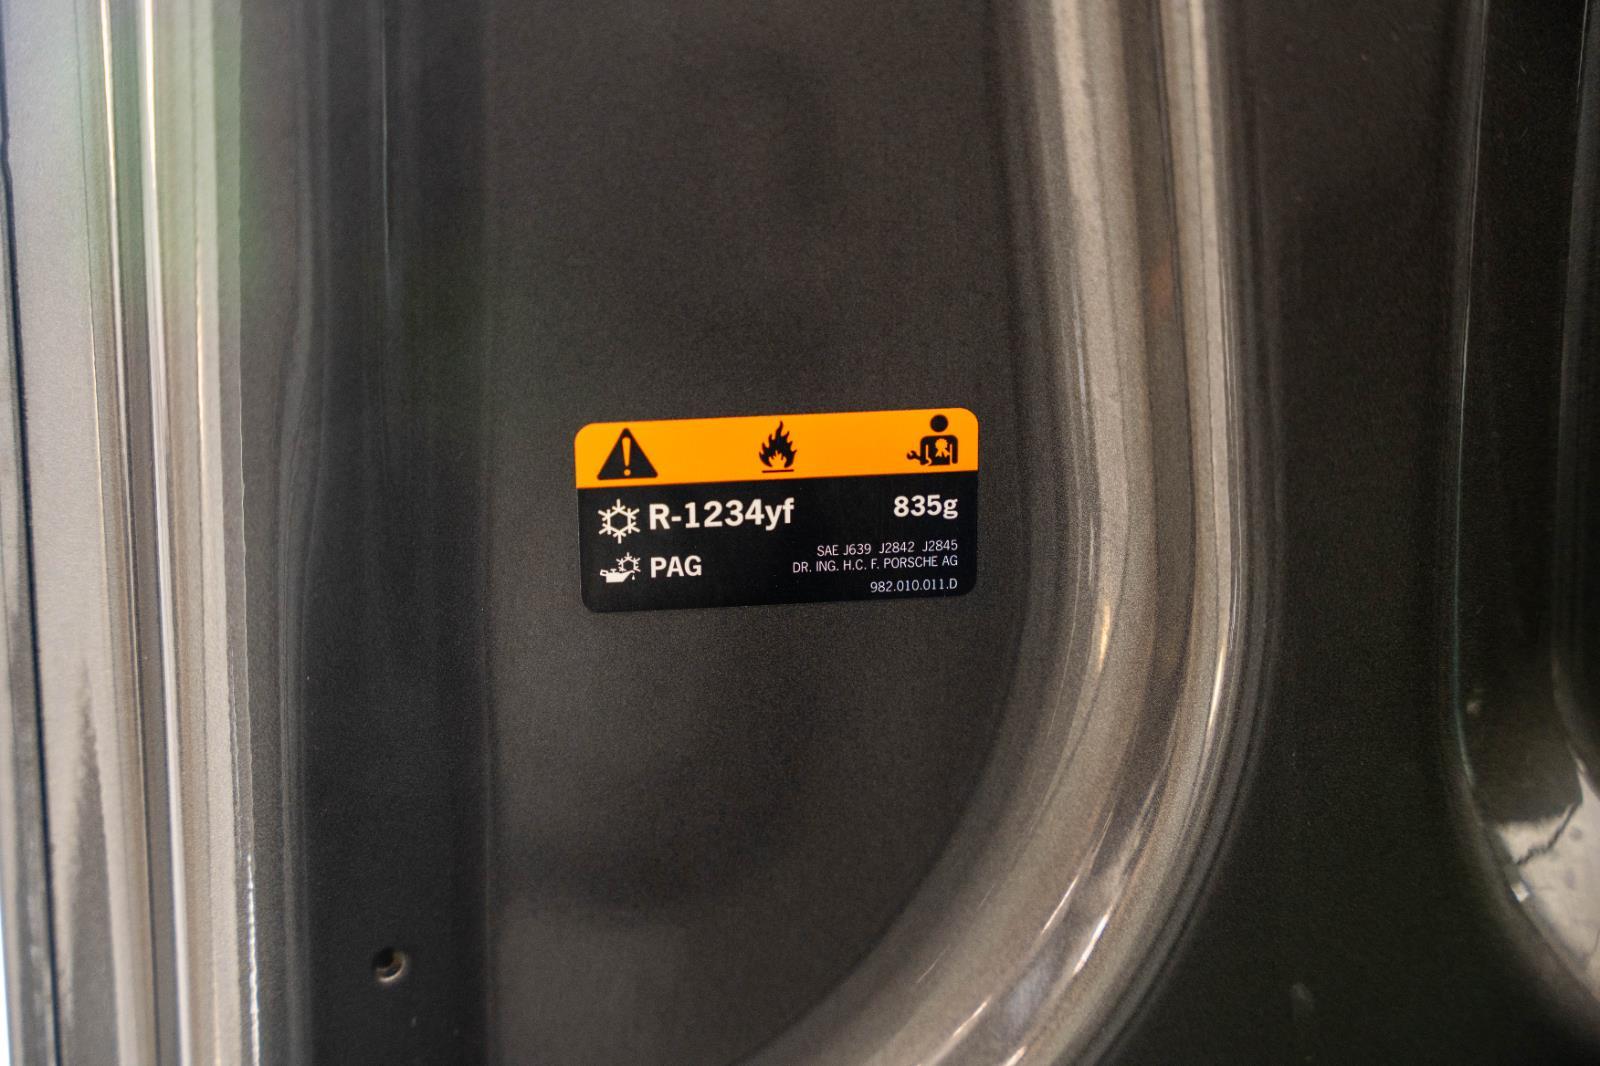 R-1234yf 835g
SAE J639 J2842 J2845
PAG
DR. ING. H.C. F. PORSCHE AG
982.010.011.D